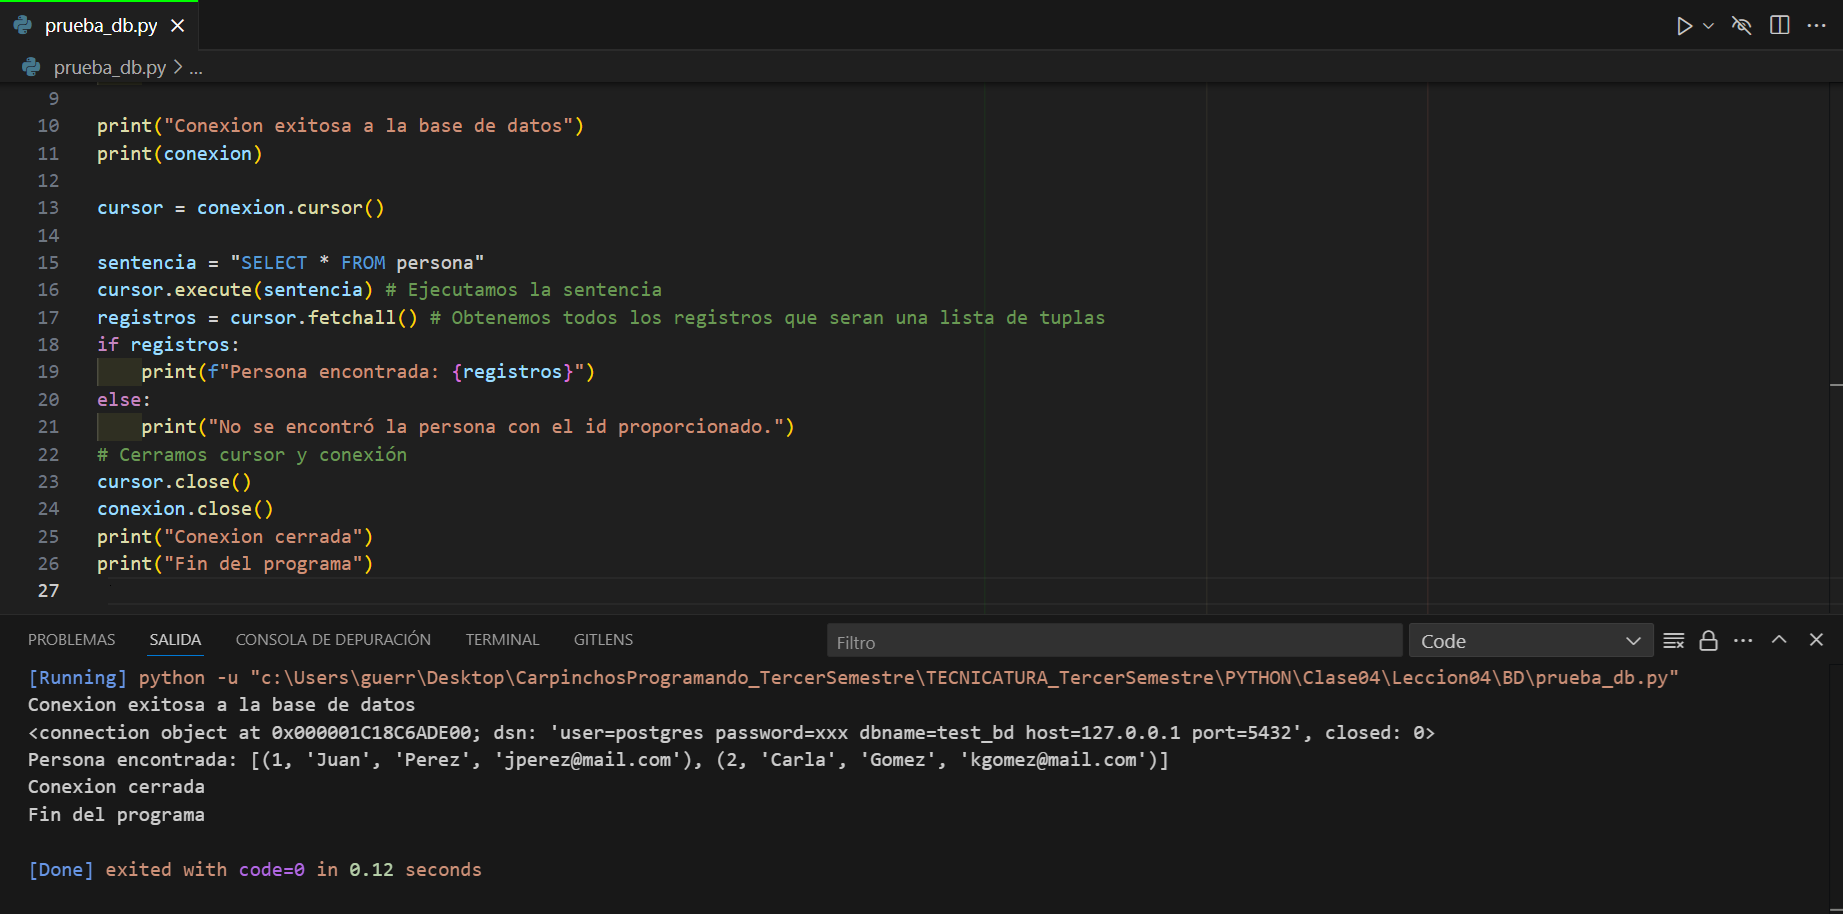 prueba_db.py
prueba_db.py > ...
9
10 print("Conexion exitosa a la base de datos")
11 print(conexion)
12
13 cursor = conexion.cursor()
14
15 sentencia = "SELECT * FROM persona"
16 cursor.execute(sentencia) # Ejecutamos la sentencia
17 registros = cursor.fetchall() # Obtenemos todos los registros que seran una lista de tuplas
18 if registros:
19     print(f"Persona encontrada: {registros}")
20 else:
21     print("No se encontró la persona con el id proporcionado.")
22 # Cerramos cursor y conexión
23 cursor.close()
24 conexion.close()
25 print("Conexion cerrada")
26 print("Fin del programa")
27
PROBLEMAS SALIDA CONSOLA DE DEPURACIÓN TERMINAL GITLENS Filtro Code
[Running] python -u "c:\Users\guerr\Desktop\CarpinchosProgramando_TercerSemestre\TECNICATURA_TercerSemestre\PYTHON\Clase04\Leccion04\BD\prueba_db.py"
Conexion exitosa a la base de datos
<connection object at 0x000001C18C6ADE00; dsn: 'user=postgres password=xxx dbname=test_bd host=127.0.0.1 port=5432', closed: 0>
Persona encontrada: [(1, 'Juan', 'Perez', 'jperez@mail.com'), (2, 'Carla', 'Gomez', 'kgomez@mail.com')]
Conexion cerrada
Fin del programa
[Done] exited with code=0 in 0.12 seconds